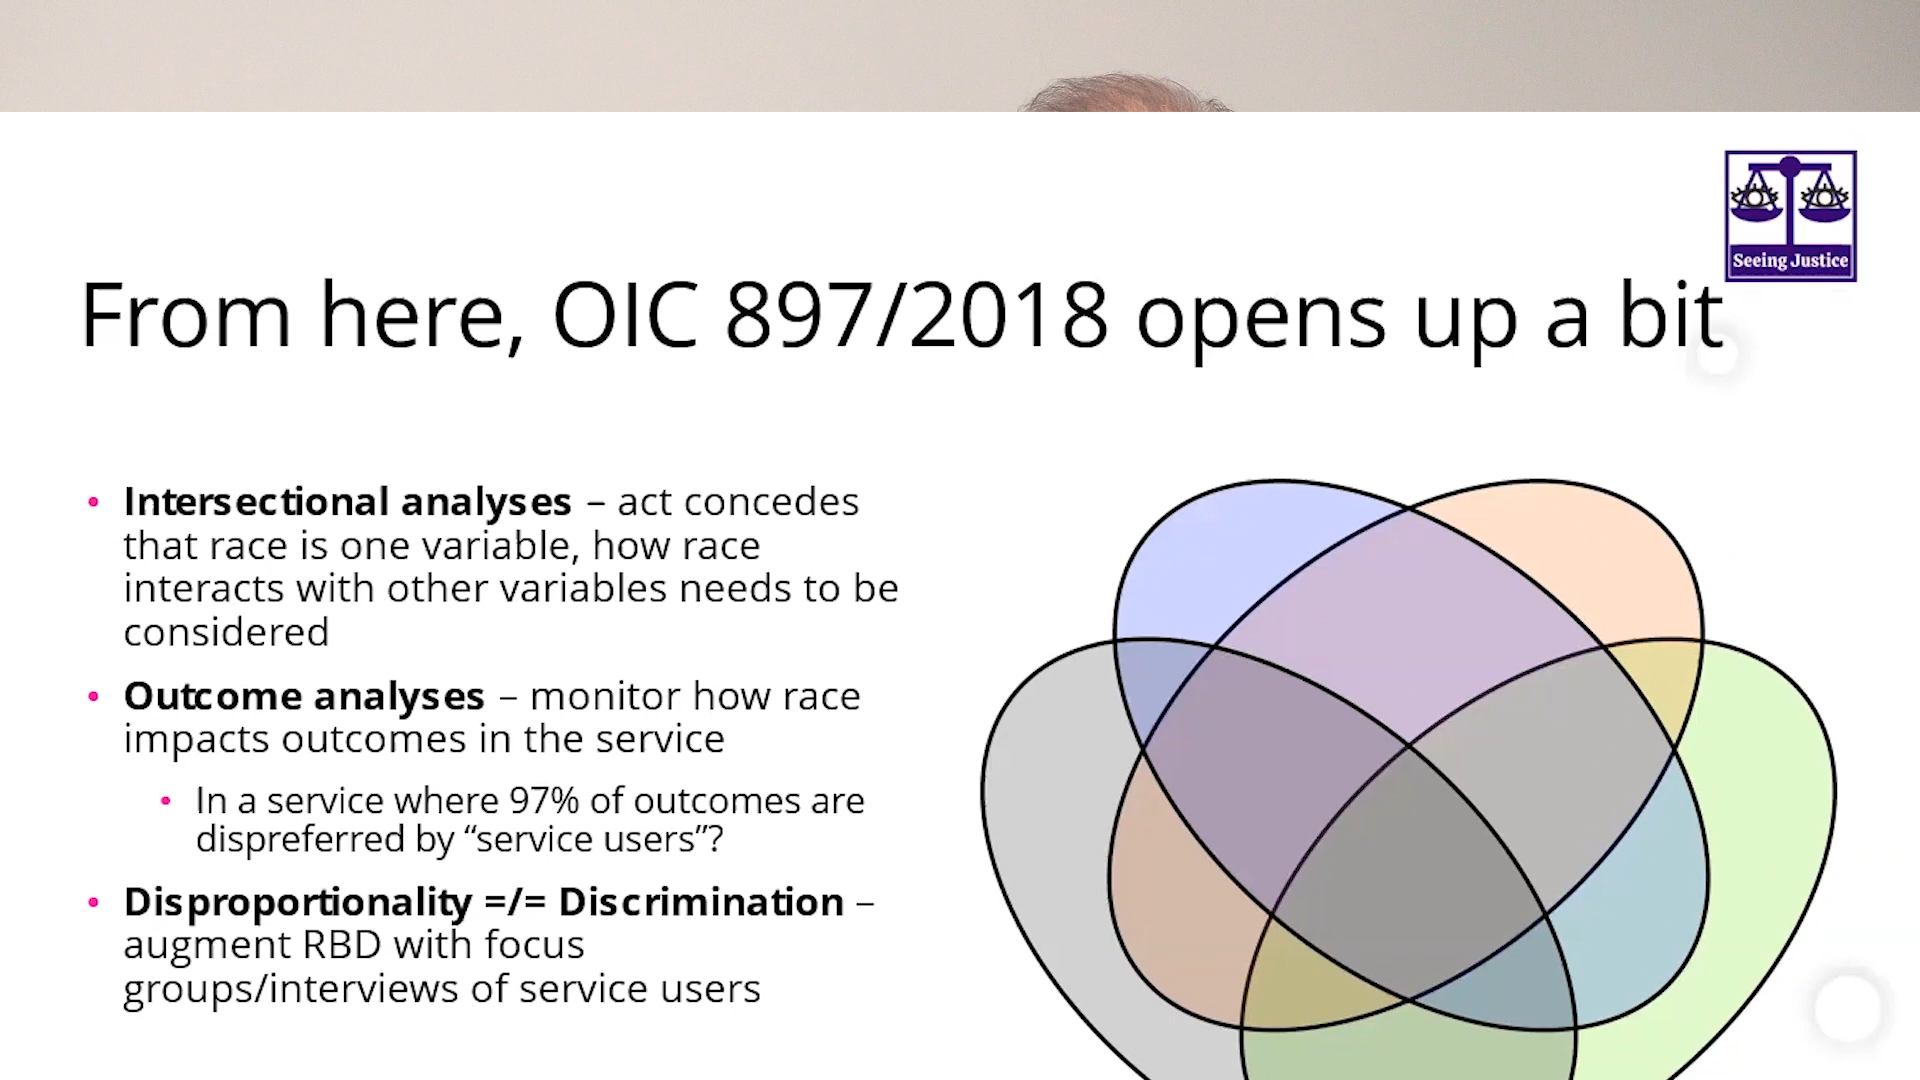 Seeing Justice
From here, OIC 897/2018 opens up a bit
• Intersectional analyses – act concedes
that race is one variable, how race
interacts with other variables needs to be
considered
• Outcome analyses – monitor how race
impacts outcomes in the service
• In a service where 97% of outcomes are
dispreferred by “service users”?
• Disproportionality =/= Discrimination –
augment RBD with focus
groups/interviews of service users